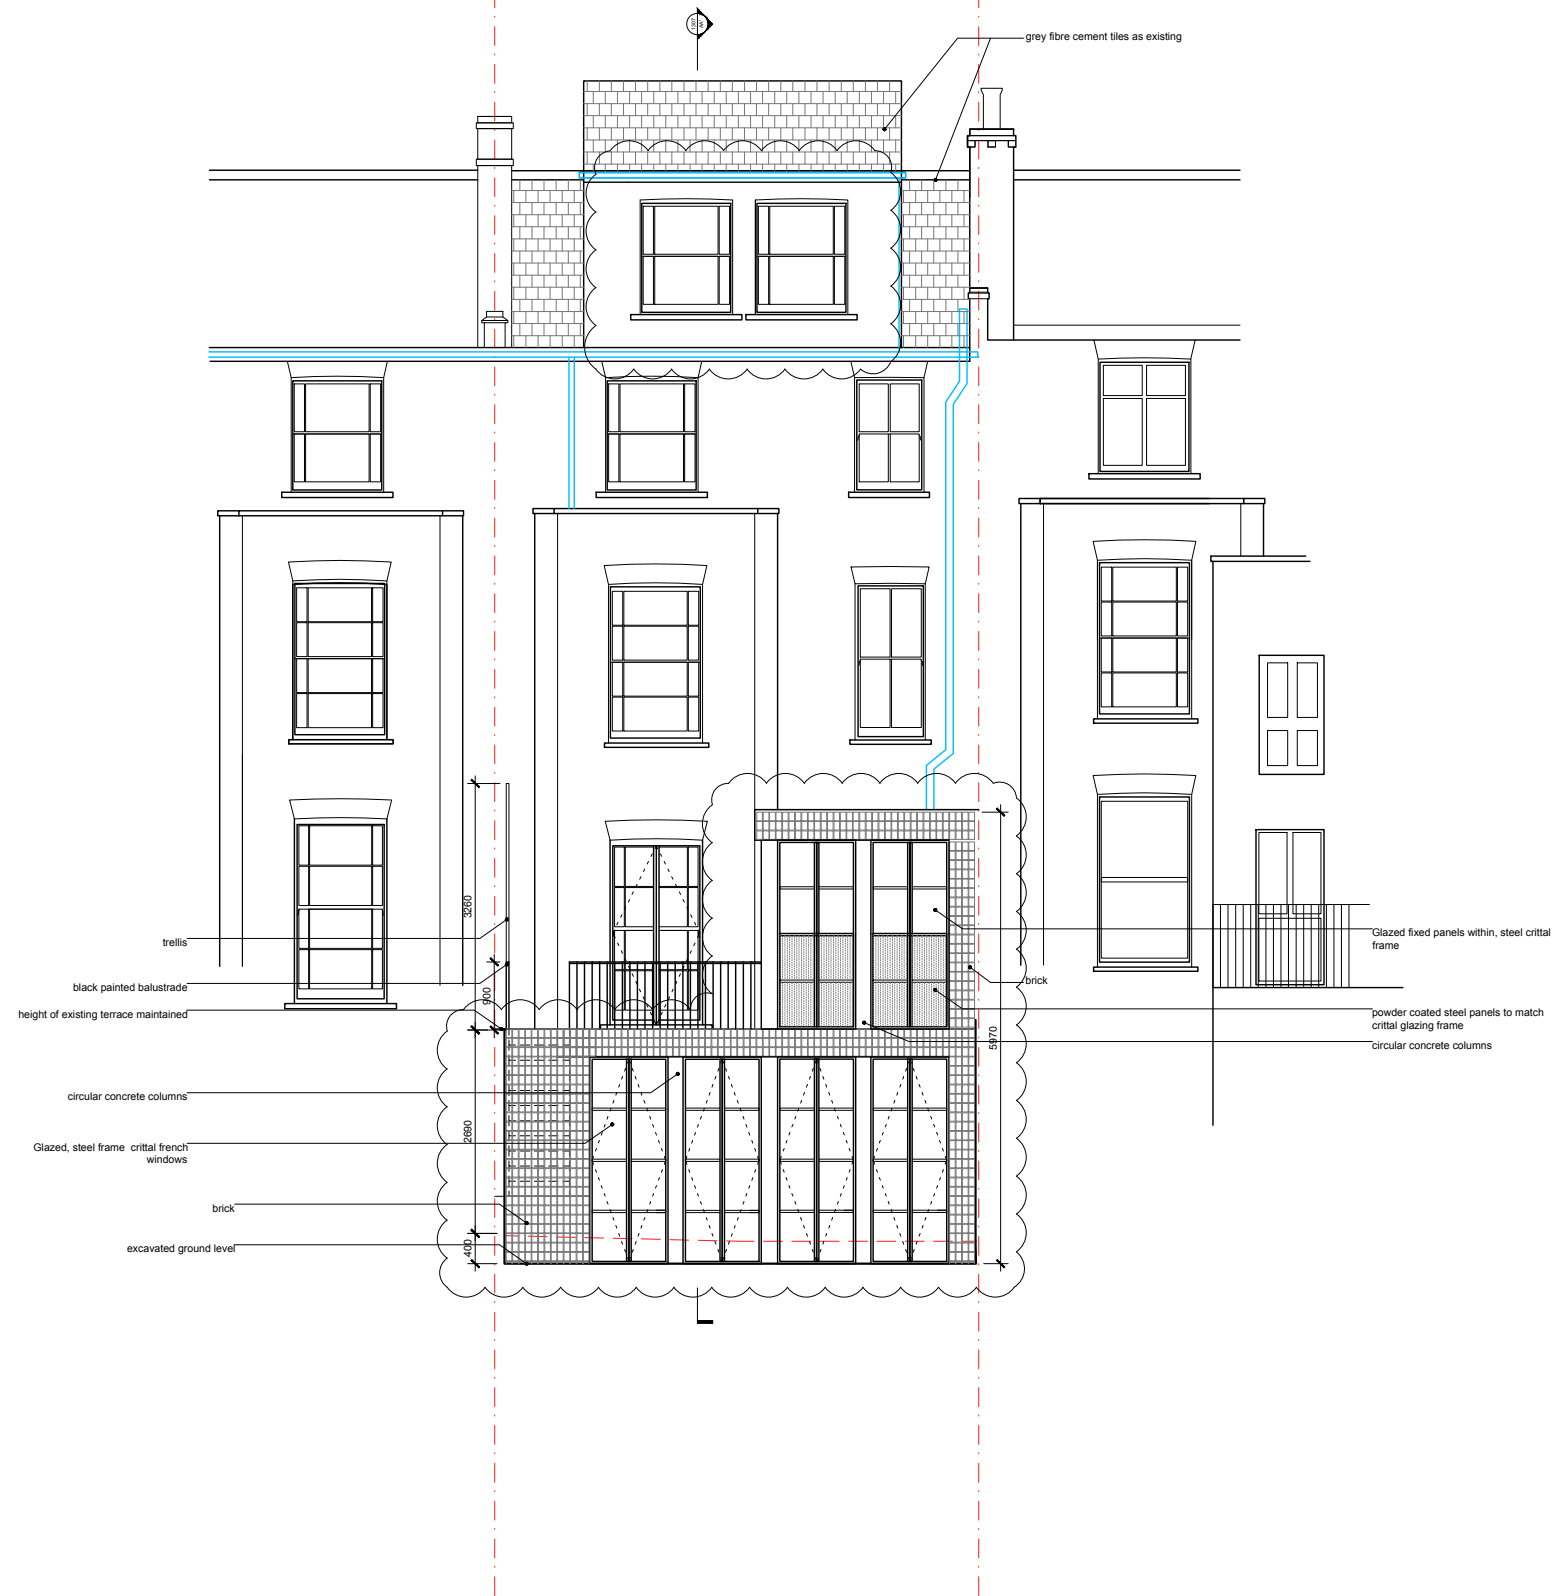 1307
AA
grey fibre cement tiles as existing
3260
trellis
black painted balustrade
900
height of existing terrace maintained
circular concrete columns
2690
Glazed, steel frame crittal french
windows
brick
excavated ground level
400
Glazed fixed panels within, steel crittal
frame
brick
powder coated steel panels to match
crittal glazing frame
5970
circular concrete columns